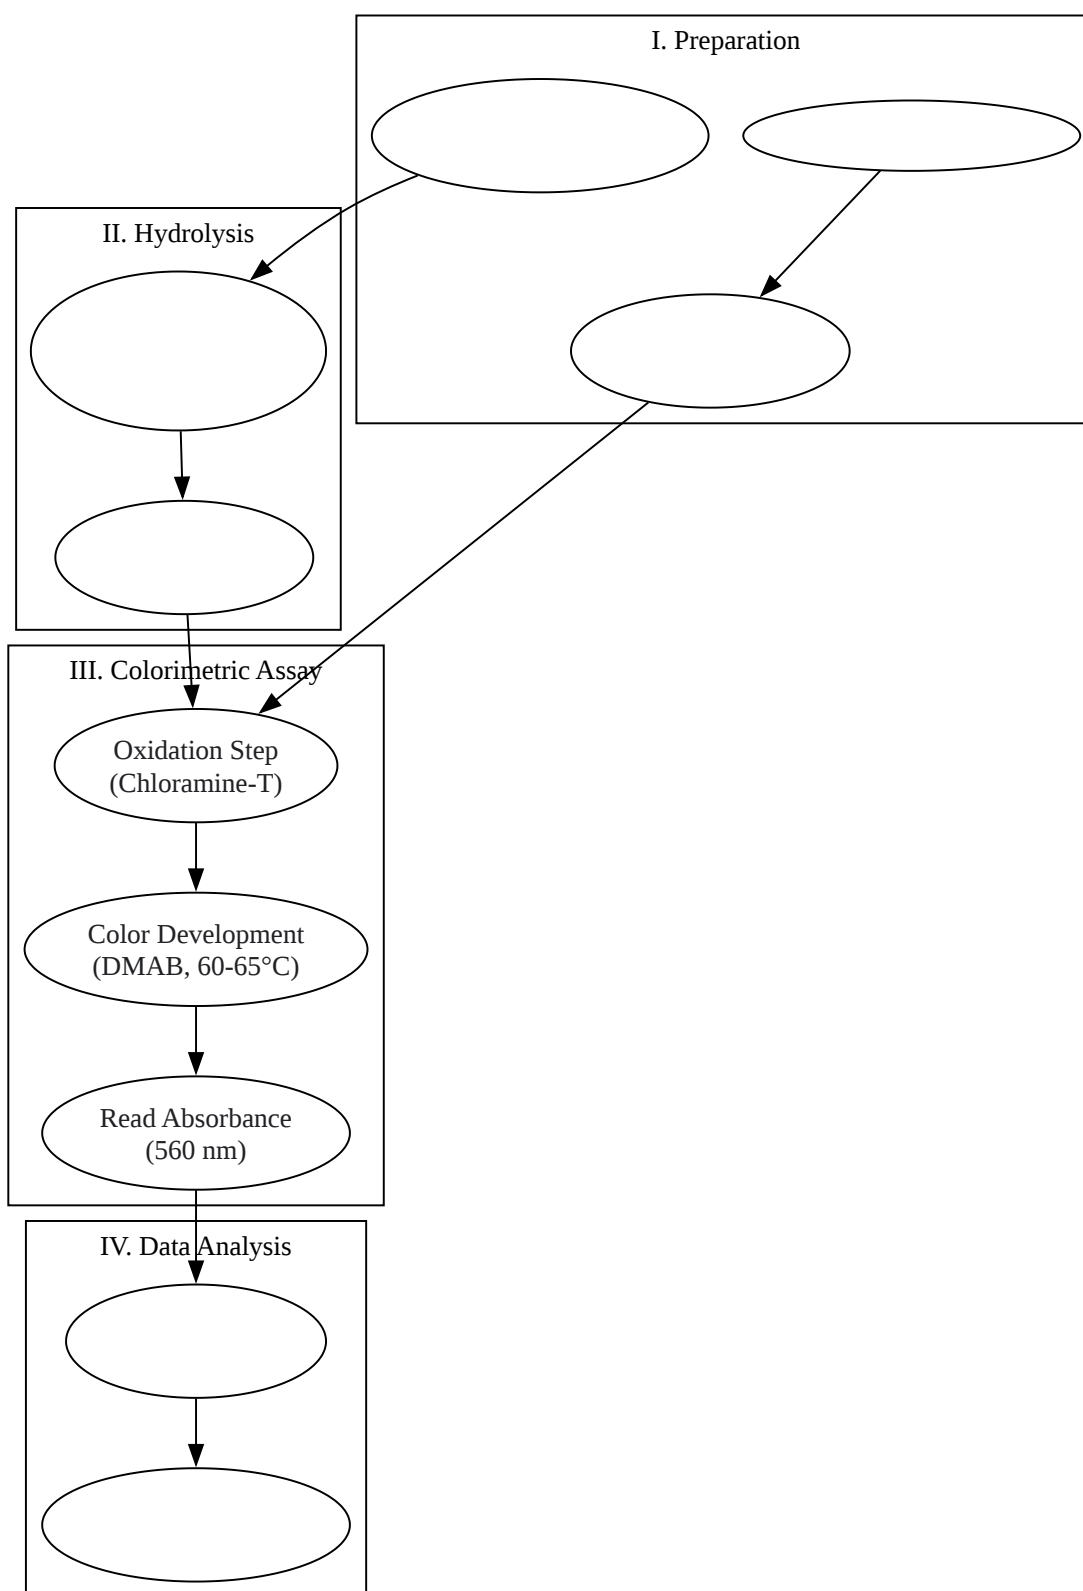 I. Preparation
II. Hydrolysis
III. Colorimetric Assay
Oxidation Step
(Chloramine-T)
Color Development
(DMAB, 60-65°C)
Read Absorbance
(560 nm)
IV. Data Analysis